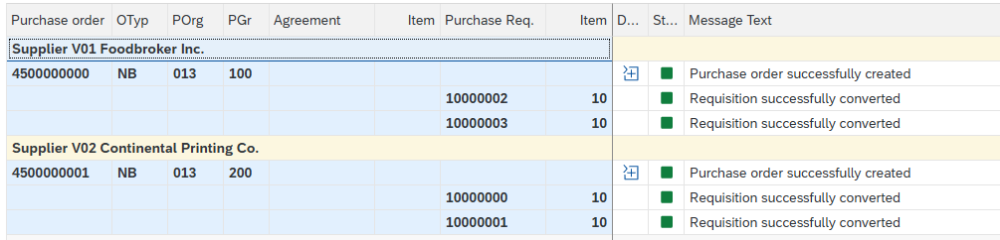 Purchase order OTyp POrg PGr Agreement Item Purchase Req. Item D... St... Message Text
Supplier V01 Foodbroker Inc.
4500000000 NB 013 100 Purchase order successfully created
10000002 10 Requisition successfully converted
10000003 10 Requisition successfully converted
Supplier V02 Continental Printing Co.
4500000001 NB 013 200 Purchase order successfully created
10000000 10 Requisition successfully converted
10000001 10 Requisition successfully converted